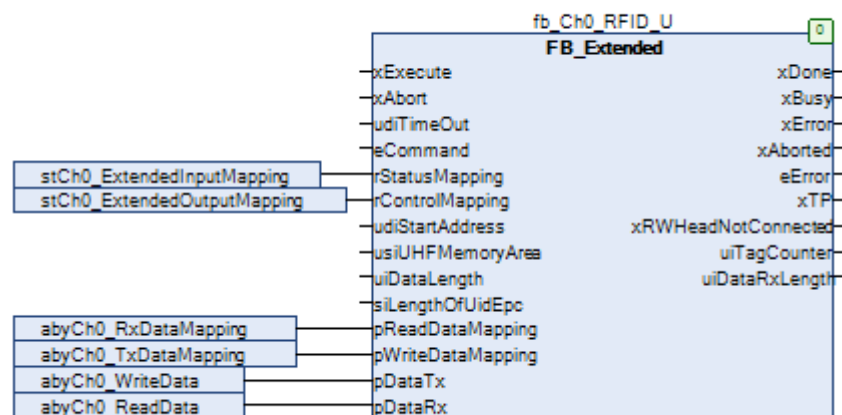 fb_Ch0_RFID_U
0
FB_Extended
xExecute xDone
xAbort xBusy
udiTimeOut xError
eCommand xAborted
stCh0_ExtendedInputMapping rStatusMapping eError
stCh0_ExtendedOutputMapping rControlMapping xTP
udiStartAddress xRWHeadNotConnected
usiUHFMemoryArea uiTagCounter
uiDataLength uiDataRxLength
siLengthOfUidEpc
abyCh0_RxDataMapping pReadDataMapping
abyCh0_TxDataMapping pWriteDataMapping
abyCh0_WriteData pDataTx
abyCh0_ReadData pDataRx